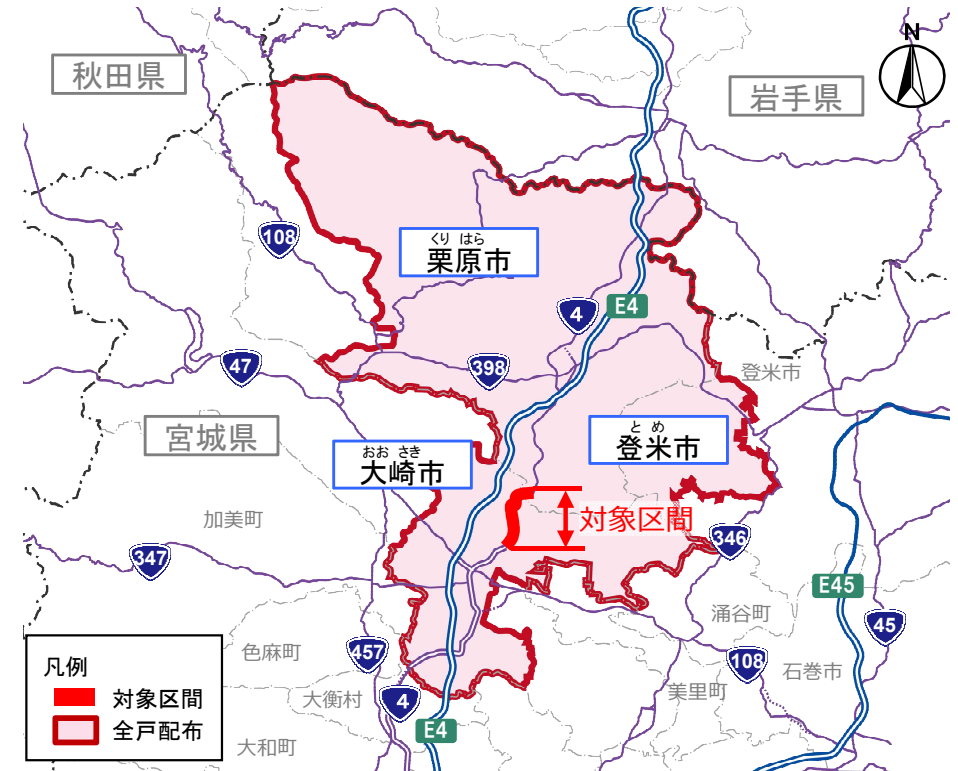 秋田県
岩手県
N
108
くり はら
栗原市
4
E4
47
398
登米市
宮城県
おお さき
大崎市
と め
登米市
加美町
対象区間
346
347
E45
涌谷町
45
色麻町
457
108
石巻市
美里町
大衡村
4
E4
大和町
凡例
対象区間
全戸配布